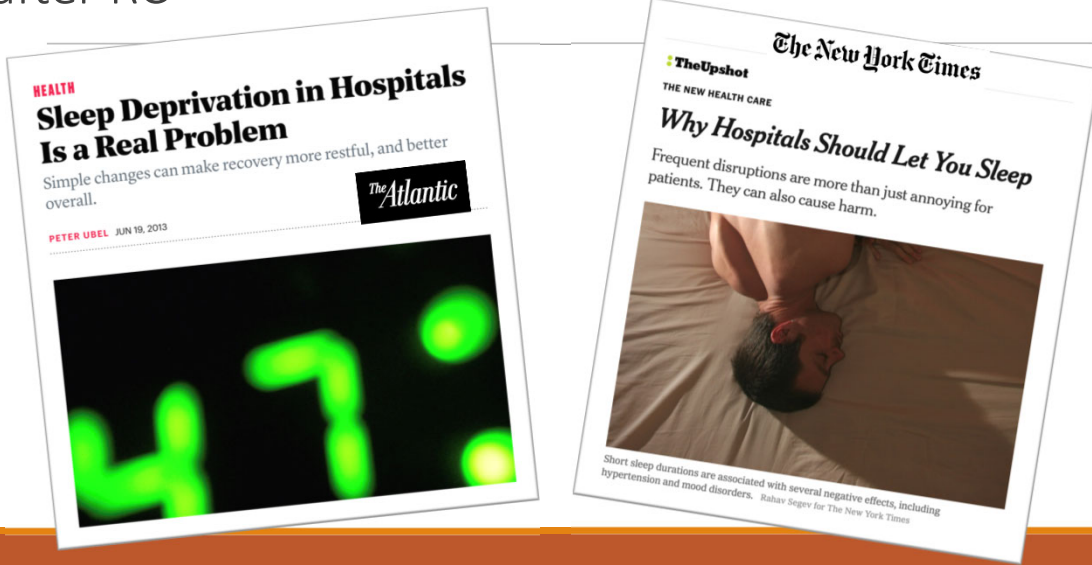 after RC
HEALTH
Sleep Deprivation in Hospitals
Is a Real Problem
Simple changes can make recovery more restful, and better
overall.
The Atlantic
PETER UBEL JUN 19, 2013
47:
The New York Times
TheUpshot
THE NEW HEALTH CARE
Why Hospitals Should Let You Sleep
Frequent disruptions are more than just annoying for
patients. They can also cause harm.
Short sleep durations are associated with several negative effects, including
hypertension and mood disorders. Rahav Segev for The New York Times